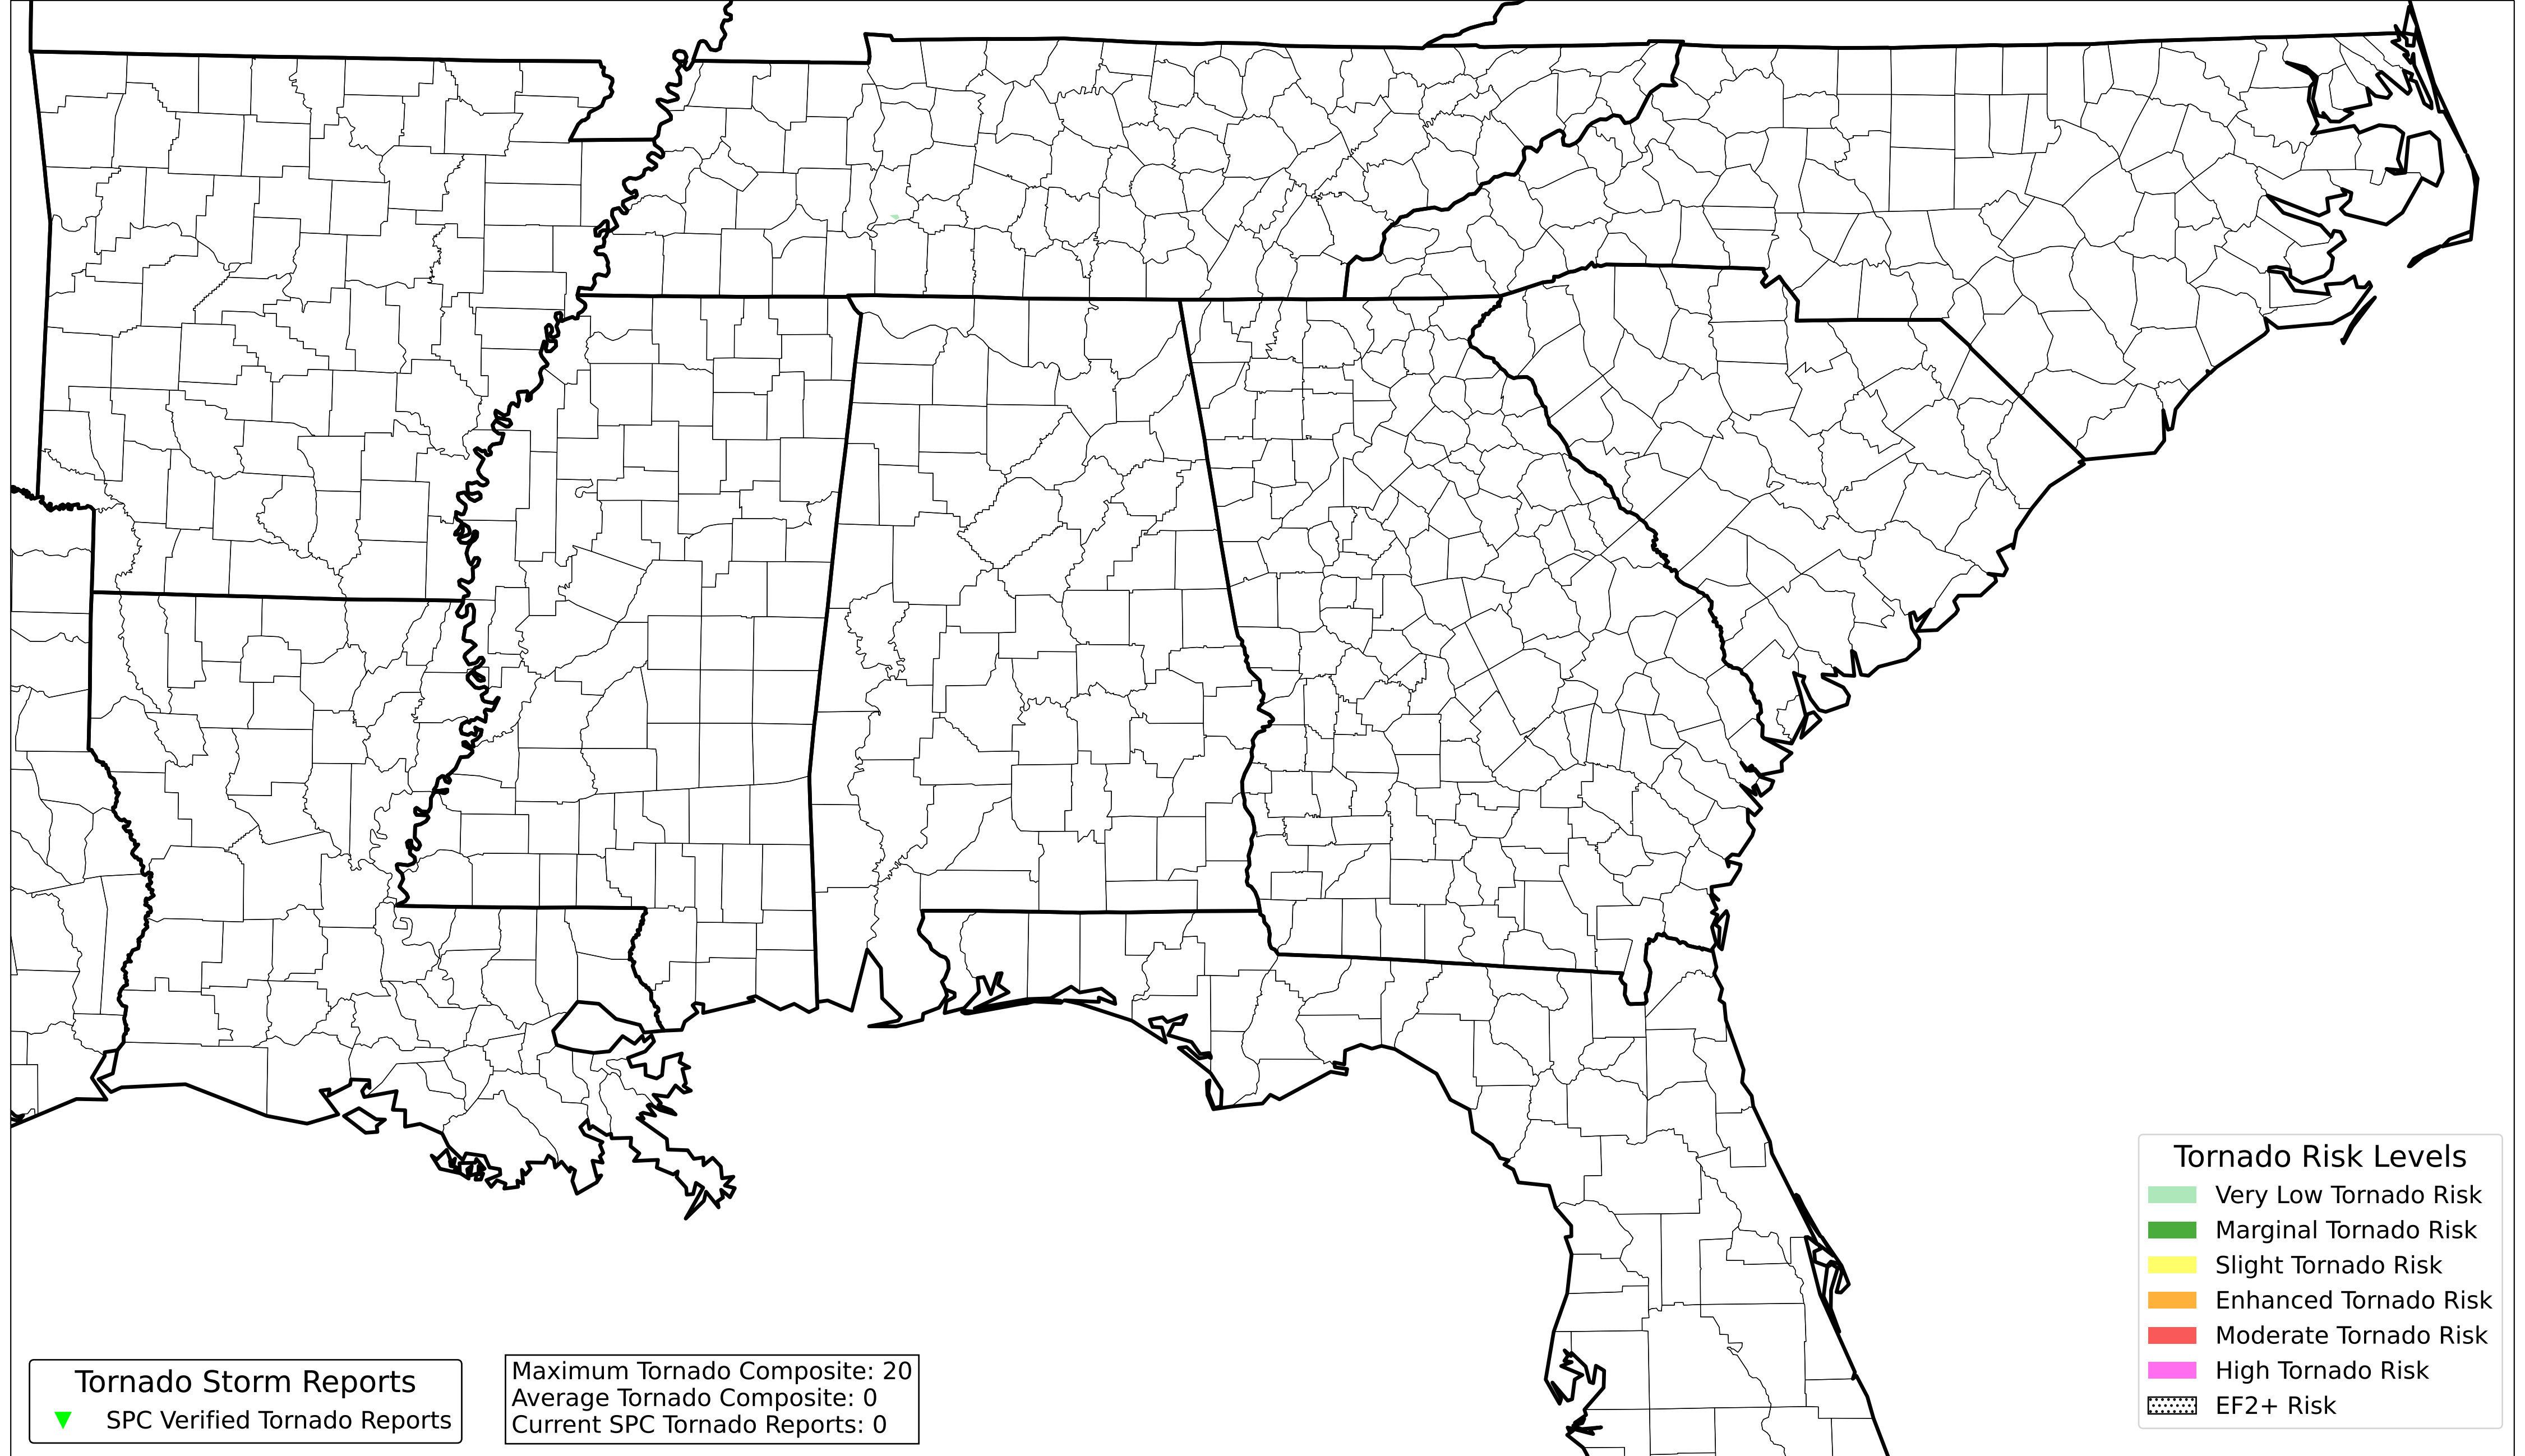 Tornado Risk Levels
Very Low Tornado Risk
Marginal Tornado Risk
Slight Tornado Risk
Enhanced Tornado Risk
Moderate Tornado Risk
High Tornado Risk
EF2+ Risk
Tornado Storm Reports
SPC Verified Tornado Reports
Maximum Tornado Composite: 20
Average Tornado Composite: 0
Current SPC Tornado Reports: 0